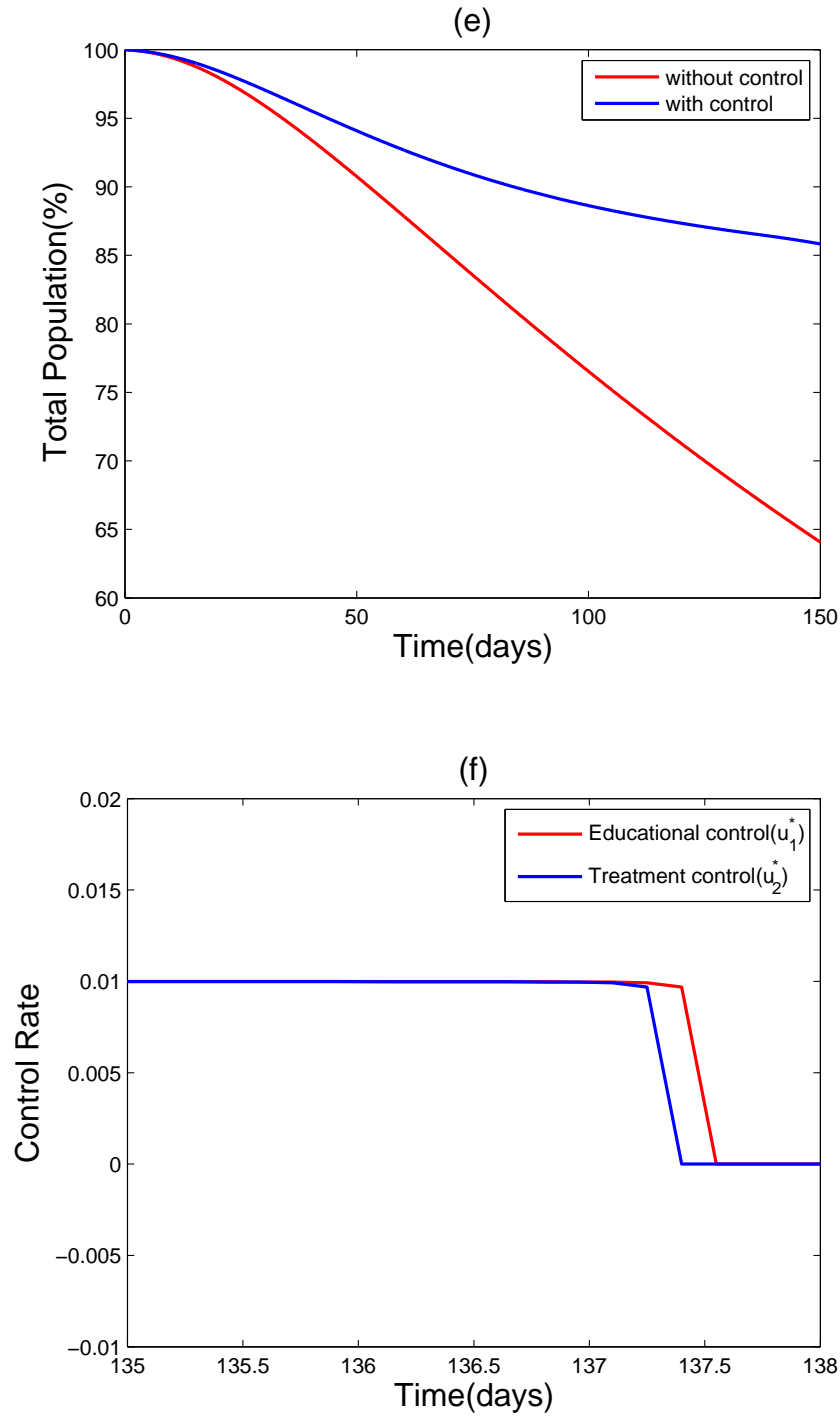 (e)
100
95
90
85
80
75
70
65
60
Total Population(%)
without control
with control
0
50
100
150
Time(days)
(f)
0.02
0.015
0.01
0.005
0
−0.005
−0.01
Control Rate
Educational control(u₁*)
Treatment control(u₂*)
135
135.5
136
136.5
137
137.5
138
Time(days)